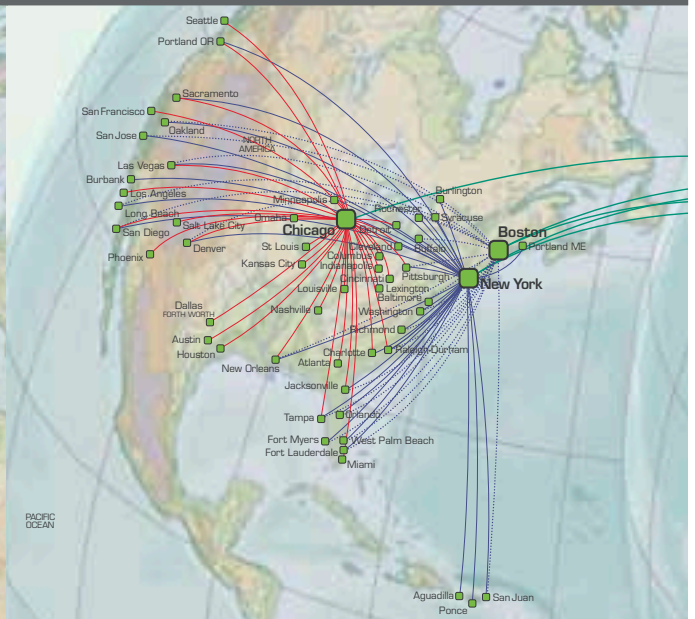 Seattle
Portland OR
Sacramento
San Francisco
Oakland
San Jose
NORTH
AMERICA
Las Vegas
Burbank
Los Angeles
Long Beach
San Diego
Salt Lake City
Denver
Phoenix
Minneapolis
Omaha
Chicago
Detroit
Rochester
Burlington
Syracuse
Buffalo
Boston
Portland ME
New York
St Louis
Kansas City
Cleveland
Columbus
Indianapolis
Cincinnati
Pittsburgh
Louisville
Lexington
Baltimore
Washington
Nashville
Richmond
Dallas
FORTH WORTH
Austin
Houston
New Orleans
Charlotte
Raleigh-Durham
Atlanta
Jacksonville
Tampa
Orlando
Fort Myers
West Palm Beach
Fort Lauderdale
Miami
PACIFIC
OCEAN
Aguadilla
San Juan
Ponce